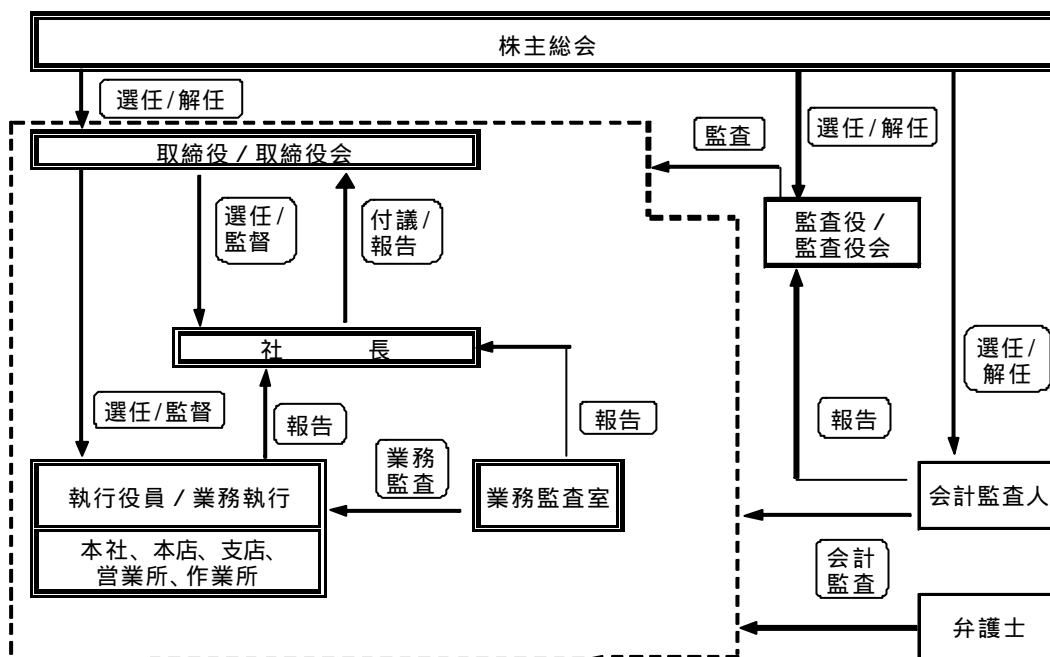 株主総会
選任/解任
監査
選任/解任
取締役 / 取締役会
選任/
監督
付議/
報告
監査役 /
監査役会
社　　長
選任/
解任
選任/監督
報告
報告
報告
業務
監査
執行役員 / 業務執行
業務監査室
会計監査人
本社、本店、支店、
営業所、作業所
会計
監査
弁護士